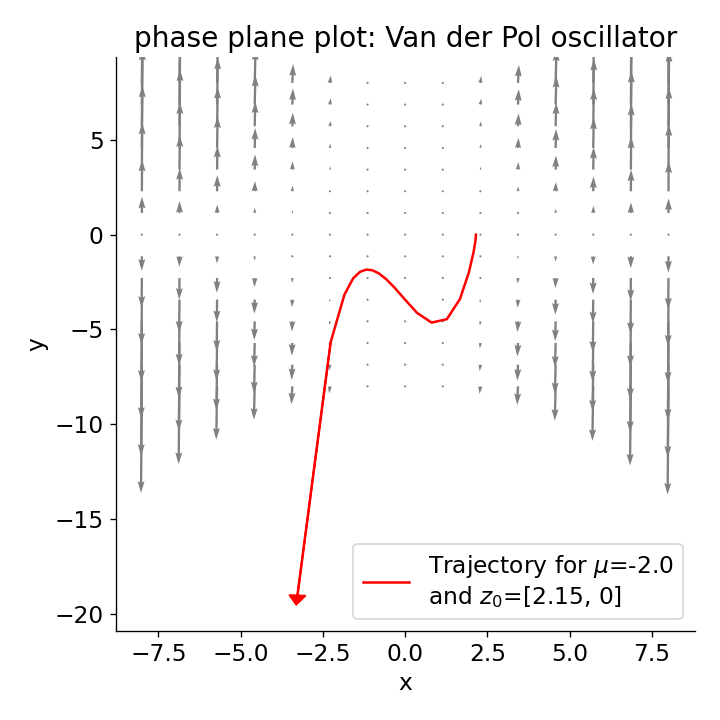 phase plane plot: Van der Pol oscillator
5
0
−5
−10
−15
−20
y
−7.5 −5.0 −2.5 0.0 2.5 5.0 7.5
x
Trajectory for μ=-2.0
and z₀=[2.15, 0]